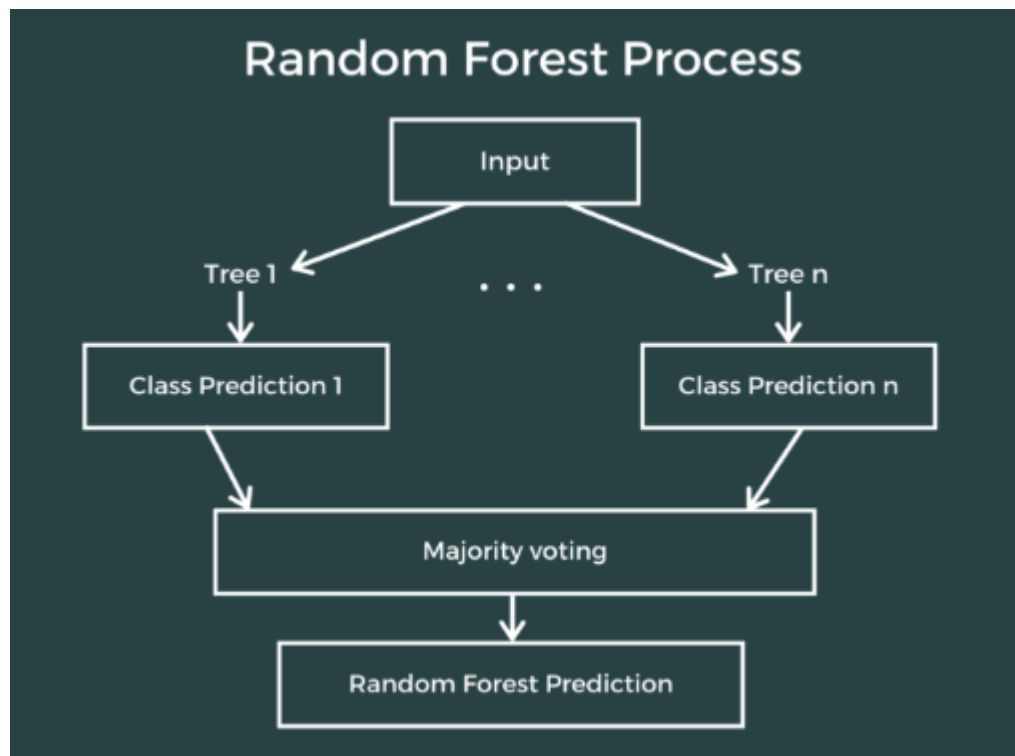 Random Forest Process
Input
Tree 1
. . .
Tree n
Class Prediction 1
Class Prediction n
Majority voting
Random Forest Prediction